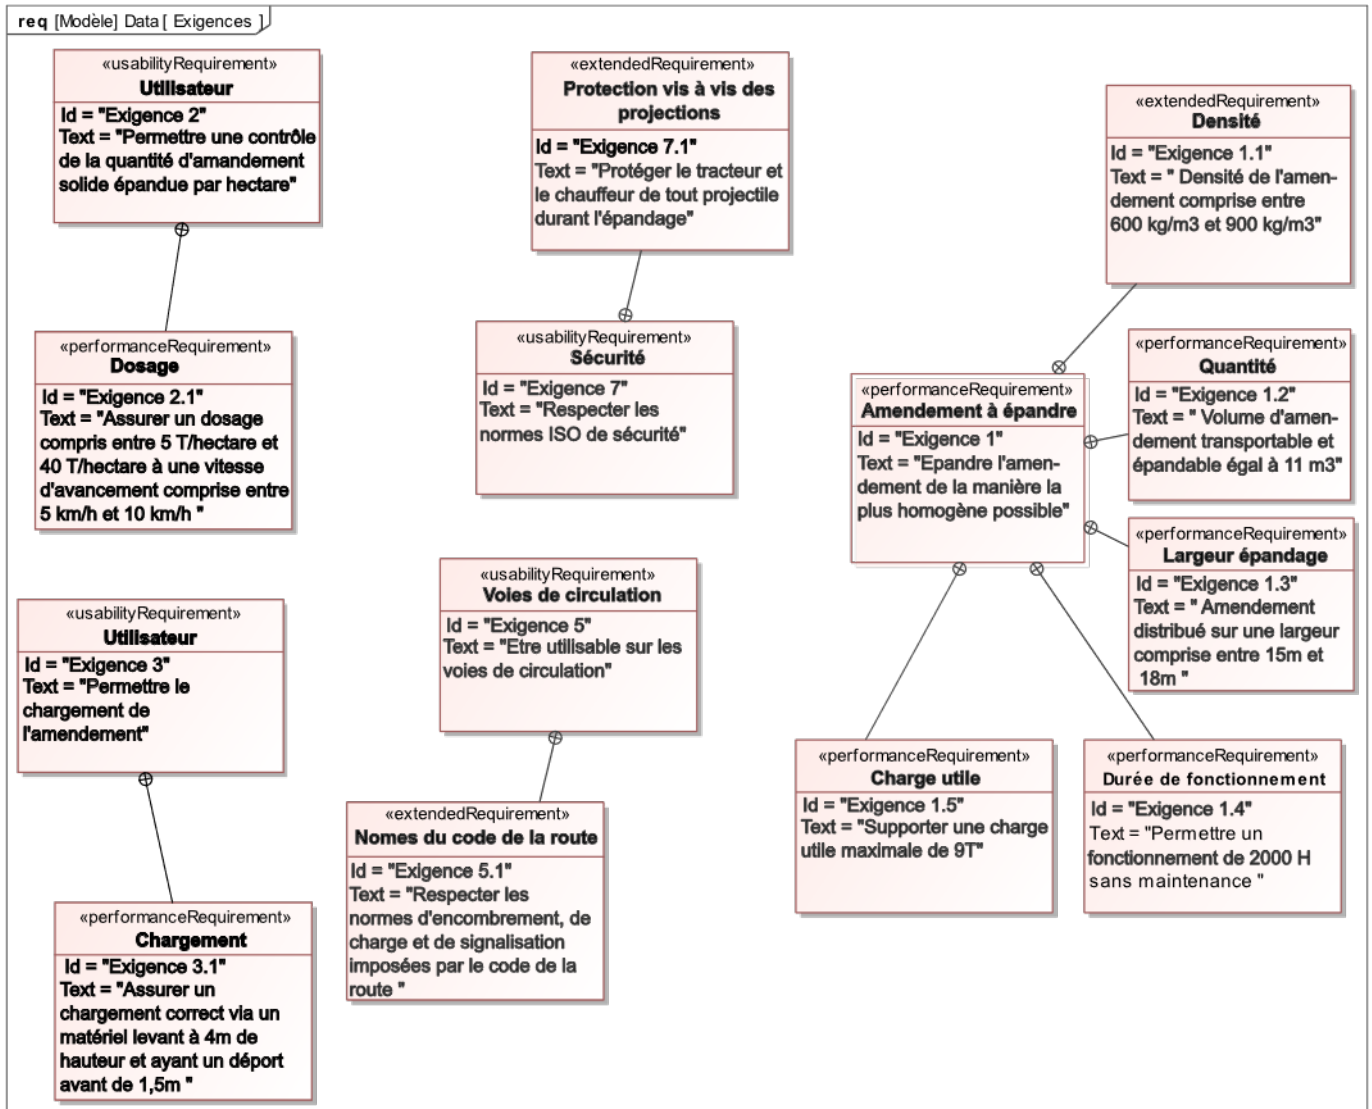 req [Modèle] Data [ Exigences ]
«usabilityRequirement»
Utilisateur
Id = "Exigence 2"
Text = "Permettre une contrôle
de la quantité d'amandement
solide épandue par hectare"
«performanceRequirement»
Dosage
Id = "Exigence 2.1"
Text = "Assurer un dosage
compris entre 5 T/hectare et
40 T/hectare à une vitesse
d'avancement comprise entre
5 km/h et 10 km/h "
«usabilityRequirement»
Utilisateur
Id = "Exigence 3"
Text = "Permettre le
chargement de
l'amendement"
«performanceRequirement»
Chargement
Id = "Exigence 3.1"
Text = "Assurer un
chargement correct via un
matériel levant à 4m de
hauteur et ayant un déport
avant de 1,5m "
«extendedRequirement»
Protection vis à vis des
projections
Id = "Exigence 7.1"
Text = "Protéger le tracteur et
le chauffeur de tout projectile
durant l'épandage"
«usabilityRequirement»
Sécurité
Id = "Exigence 7"
Text = "Respecter les
normes ISO de sécurité"
«usabilityRequirement»
Voies de circulation
Id = "Exigence 5"
Text = "Etre utilisable sur les
voies de circulation"
«extendedRequirement»
Nomes du code de la route
Id = "Exigence 5.1"
Text = "Respecter les
normes d'encombrement, de
charge et de signalisation
imposées par le code de la
route "
«extendedRequirement»
Densité
Id = "Exigence 1.1"
Text = " Densité de l'amen-
dement comprise entre
600 kg/m3 et 900 kg/m3"
«performanceRequirement»
Amendement à épandre
Id = "Exigence 1"
Text = "Epandre l'amen-
dement de la manière la
plus homogène possible"
«performanceRequirement»
Quantité
Id = "Exigence 1.2"
Text = " Volume d'amen-
dement transportable et
épandable égal à 11 m3"
«performanceRequirement»
Largeur épandage
Id = "Exigence 1.3"
Text = " Amendement
distribué sur une largeur
comprise entre 15m et
18m "
«performanceRequirement»
Charge utile
Id = "Exigence 1.5"
Text = "Supporter une charge
utile maximale de 9T"
«performanceRequirement»
Durée de fonctionnement
Id = "Exigence 1.4"
Text = "Permettre un
fonctionnement de 2000 H
sans maintenance "